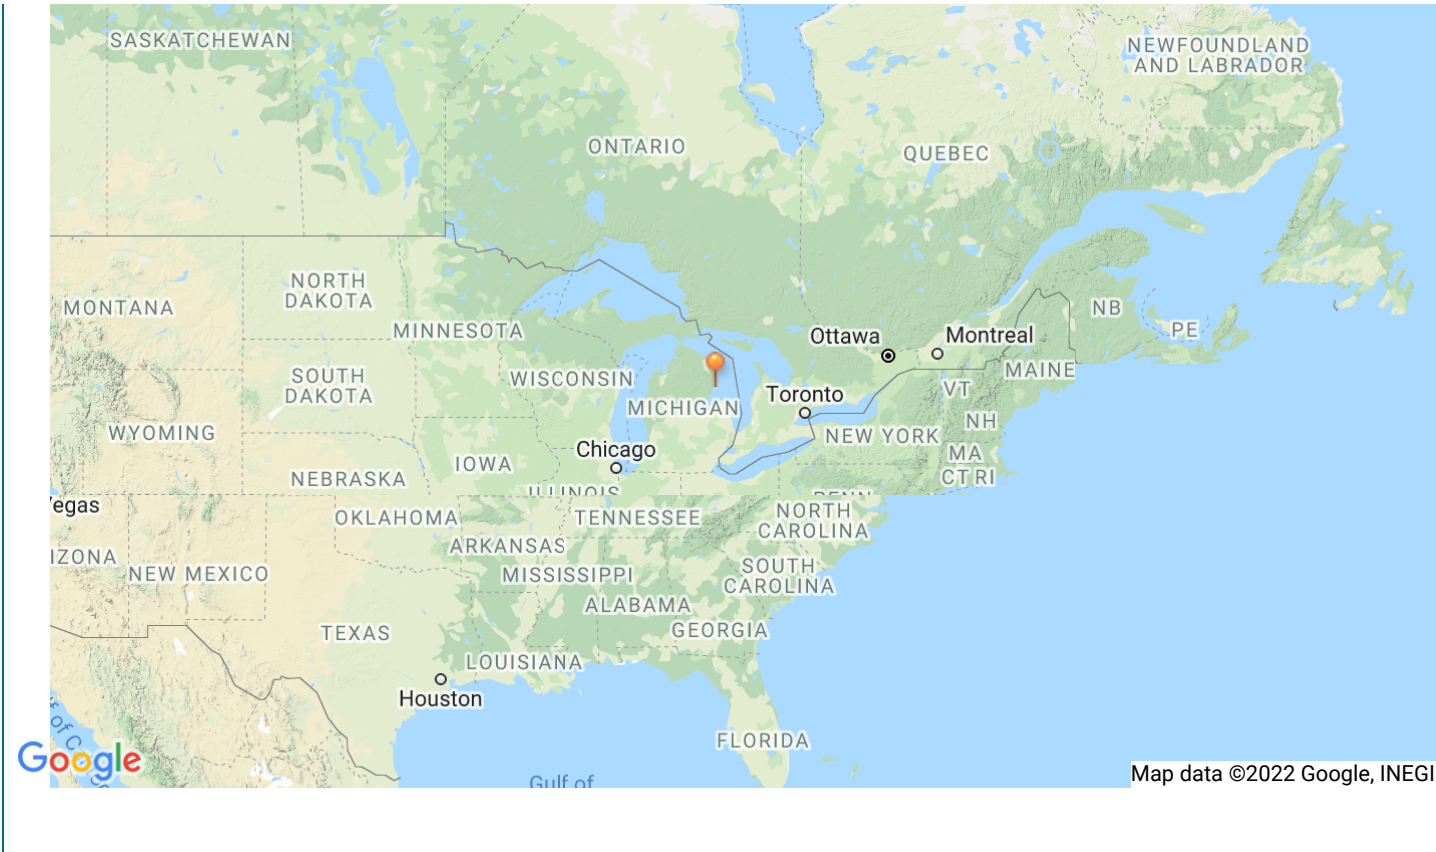 SASKATCHEWAN
NEWFOUNDLAND
AND LABRADOR
ONTARIO
QUEBEC
NORTH
DAKOTA
MONTANA
NB
MINNESOTA
PE
Ottawa
Montreal
MAINE
WISCONSIN
SOUTH
DAKOTA
VT
Toronto
MICHIGAN
NH
WYOMING
NEW YORK
Chicago
MA
IOWA
CT RI
NEBRASKA
ILLINOIS
PENN
egas
OKLAHOMA
TENNESSEE
NORTH
CAROLINA
ARKANSAS
IZONA
NEW MEXICO
MISSISSIPPI
SOUTH
CAROLINA
ALABAMA
GEORGIA
TEXAS
LOUISIANA
Houston
FLORIDA
f of C
Google
Map data ©2022 Google, INEGI
Gulf of